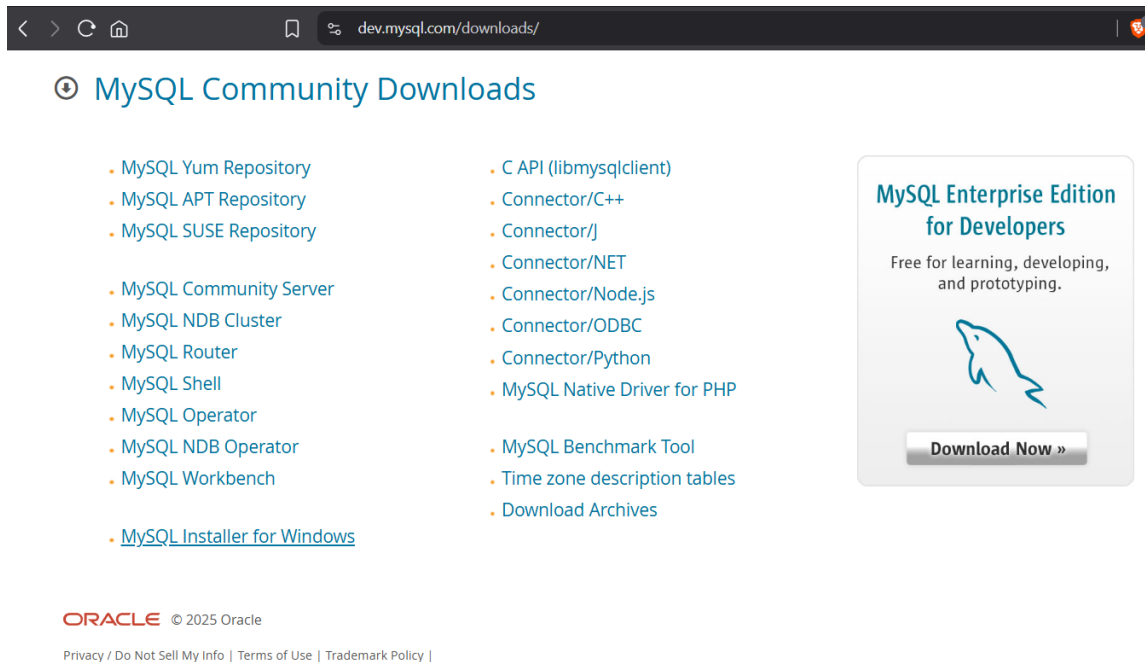 dev.mysql.com/downloads/
MySQL Community Downloads
MySQL Yum Repository
MySQL APT Repository
MySQL SUSE Repository
MySQL Community Server
MySQL NDB Cluster
MySQL Router
MySQL Shell
MySQL Operator
MySQL NDB Operator
MySQL Workbench
MySQL Installer for Windows
C API (libmysqlclient)
Connector/C++
Connector/J
Connector/NET
Connector/Node.js
Connector/ODBC
Connector/Python
MySQL Native Driver for PHP
MySQL Benchmark Tool
Time zone description tables
Download Archives
MySQL Enterprise Edition
for Developers
Free for learning, developing,
and prototyping.
Download Now »
ORACLE © 2025 Oracle
Privacy / Do Not Sell My Info | Terms of Use | Trademark Policy |